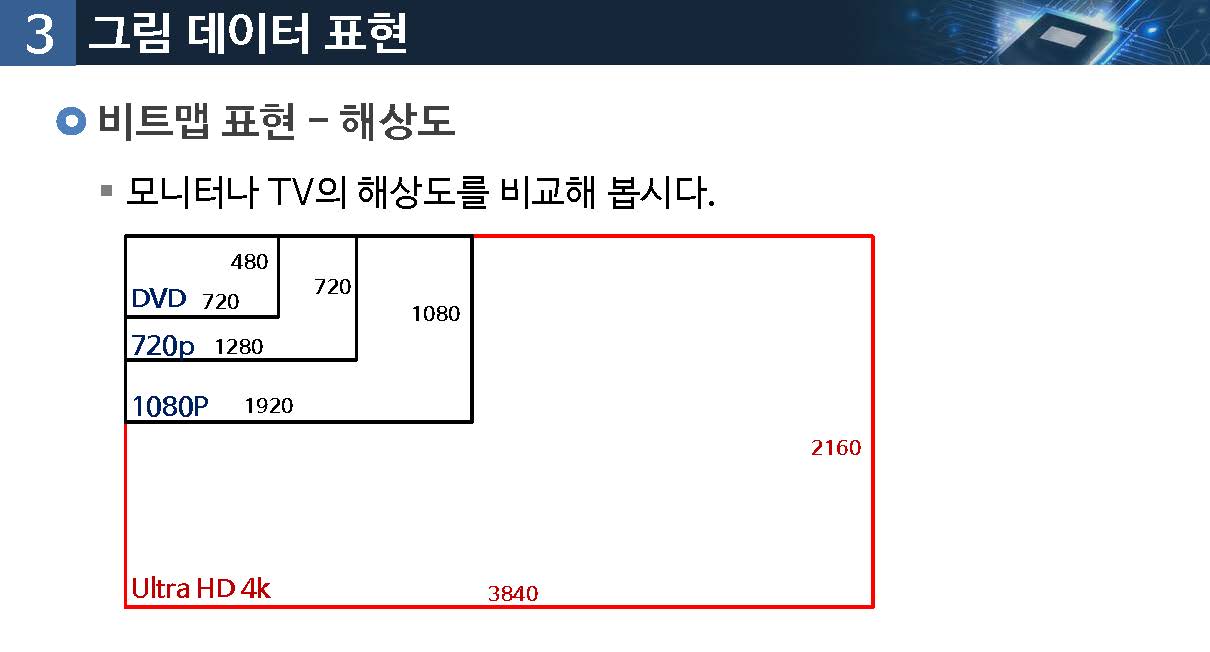 3 그림 데이터 표현
비트맵 표현 – 해상도
모니터나 TV의 해상도를 비교해 봅시다.
480
DVD 720
720
720p 1280
1080
1080P 1920
2160
Ultra HD 4k 3840